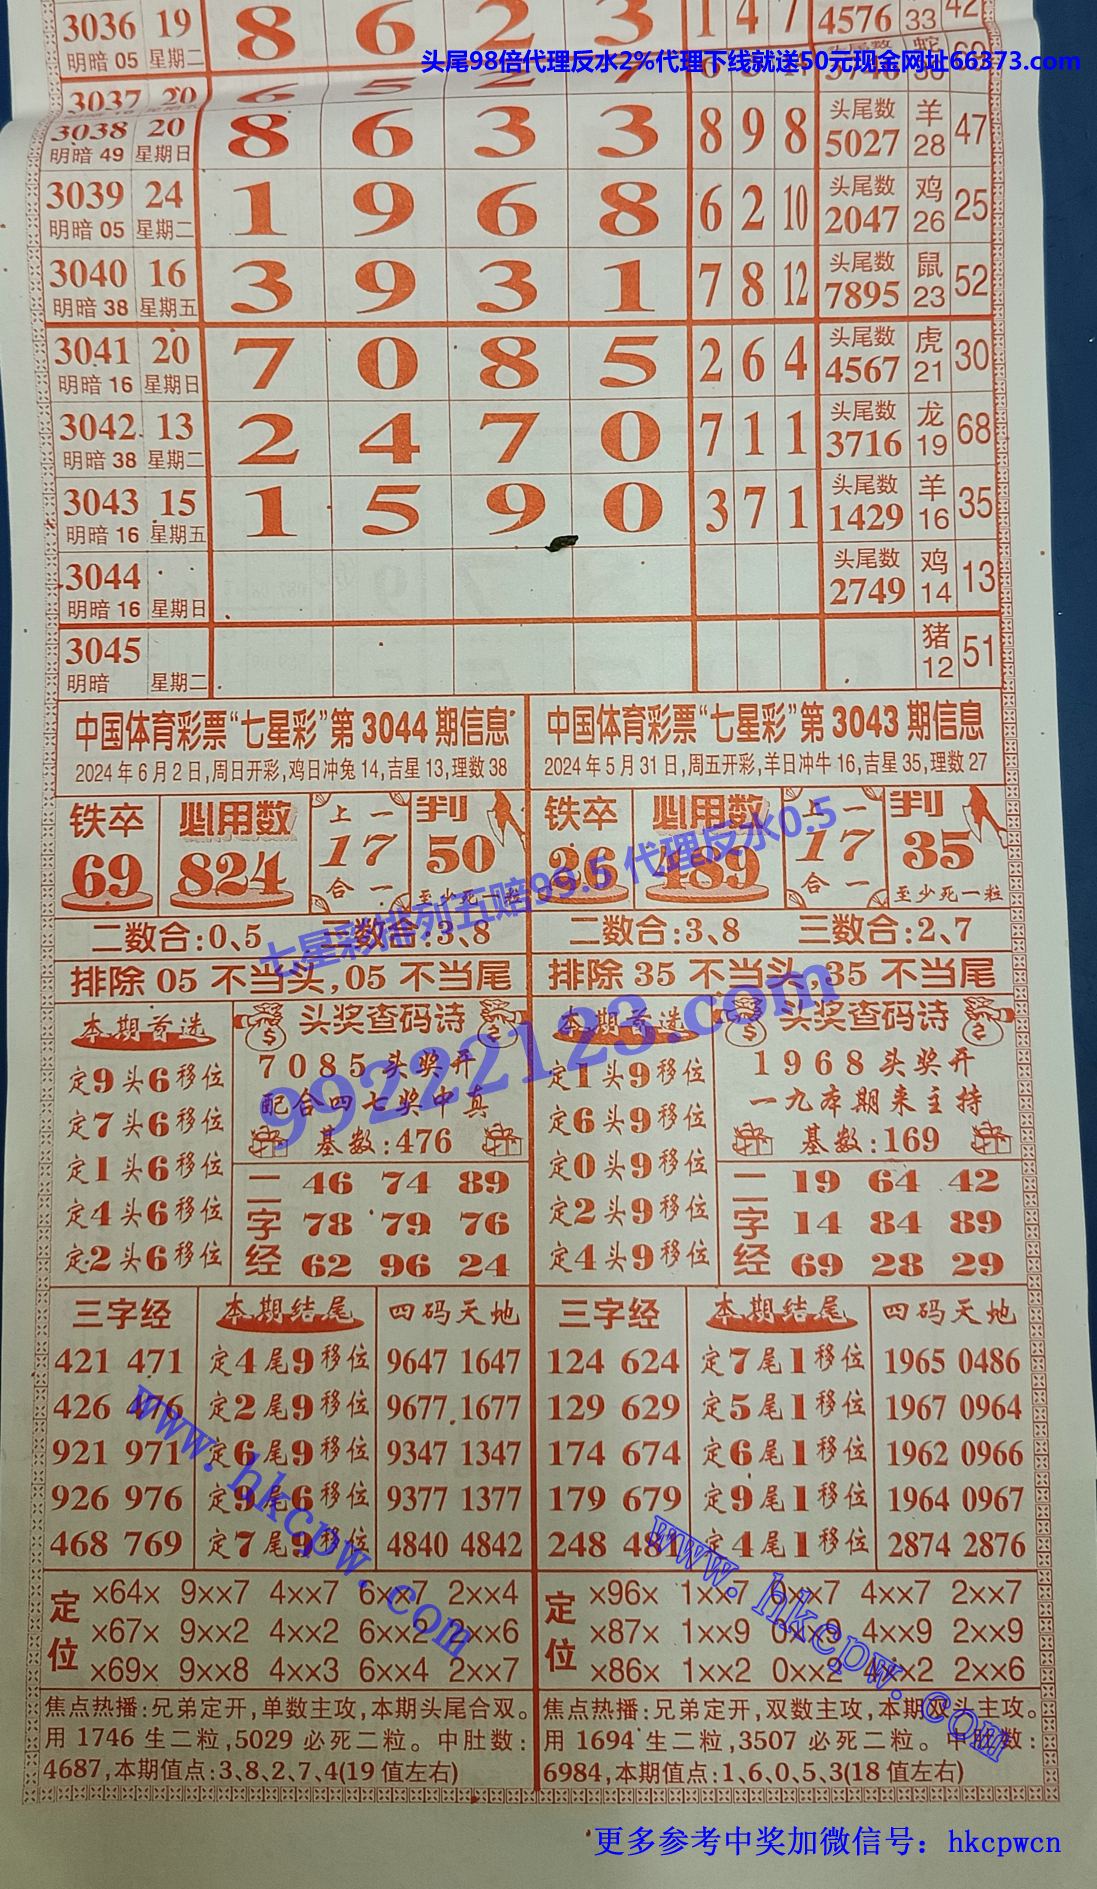 3036 19 8 6 2 3 1 4 7 4576 33 42
明暗 05 星期二
头尾98倍代理反水2%代理下线就送50元现金网址66373.com
3037 20
3038 20 8 6 3 3 8 9 8 头尾数 羊 47
明暗 49 星期日 5027 28
3039 24 1 9 6 8 6 2 10 头尾数 鸡 25
明暗 05 星期二 2047 26
3040 16 3 9 3 1 7 8 12 头尾数 鼠 52
明暗 38 星期五 7895 23
3041 20 7 0 8 5 2 6 4 头尾数 虎 30
明暗 16 星期日 4567 21
3042 13 2 4 7 0 7 1 1 头尾数 龙 68
明暗 38 星期二 3716 19
3043 15 1 5 9 0 3 7 1 头尾数 羊 35
明暗 16 星期五 1429 16
3044 头尾数 鸡 13
明暗 16 星期日 2749 14
3045 猪 51
明暗 星期二 12
中国体育彩票“七星彩”第 3044 期信息
2024 年 6 月 2 日,周日开彩,鸡日冲兔 14,吉星 13,理数 38
铁卒 必用数 上一 判
69 824 17 50
合一 至少死一粒
二数合:0、5 三数合:3、8
排除 05 不当头,05 不当尾
本期首选 头奖查码诗
定9头6移位 7085头奖开
定7头6移位 配合四七奖中真
定1头6移位 基数:476
定4头6移位
定2头6移位
二字经
46 74 89
78 79 76
62 96 24
三字经 本期结尾 四码天地
421 471 定4尾9移位 9647 1647
426 476 定2尾9移位 9677 1677
921 971 定6尾9移位 9347 1347
926 976 定9尾6移位 9377 1377
468 769 定7尾9移位 4840 4842
定位
×64× 9××7 4××7 6××7 2××4
×67× 9××2 4××2 6××2 2××6
×69× 9××8 4××3 6××4 2××7
焦点热播:兄弟定开,单数主攻,本期头尾合双。
用 1746 生二粒,5029 必死二粒。中肚数:
4687,本期值点:3、8、2、7、4(19 值左右)
中国体育彩票“七星彩”第 3043 期信息
2024 年 5 月 31 日,周五开彩,羊日冲牛 16,吉星 35,理数 27
铁卒 必用数 上一 判
36 489 17 35
合一 至少死一粒
二数合:3、8 三数合:2、7
排除 35 不当头,35 不当尾
本期首选 头奖查码诗
定1头9移位 1968头奖开
定6头9移位 一九本期来主持
定0头9移位 基数:169
定2头9移位
定4头9移位
二字经
19 64 42
14 84 89
69 28 29
三字经 本期结尾 四码天地
124 624 定7尾1移位 1965 0486
129 629 定5尾1移位 1967 0964
174 674 定6尾1移位 1962 0966
179 679 定9尾1移位 1964 0967
248 481 定4尾1移位 2874 2876
定位
×96× 1××7 0××7 4××7 2××7
×87× 1××9 0××9 4××9 2××9
×86× 1××2 0××2 4××2 2××6
焦点热播:兄弟定开,双数主攻,本期双头主攻。
用 1694 生二粒,3507 必死二粒。中肚数:
6984,本期值点:1、6、0、5、3(18 值左右)
七星彩排列五赔99.5 代理反水0.5
99222123.com
www.hkcpw.com
www.hkcpw.com
更多参考中奖加微信号：hkcpwcn